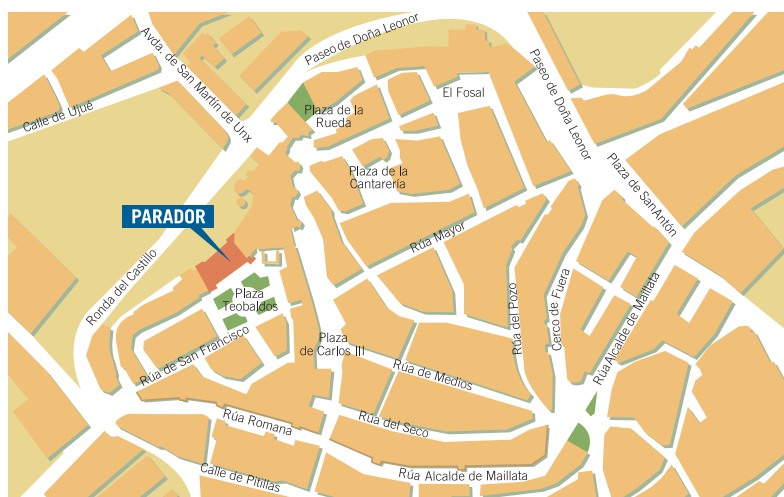 Paseo de Doña Leonor
Avda. de San Martín de Unx
Calle de Ujué
Plaza de la
Rueda
El Fosal
Paseo de Doña Leonor
Plaza de San Antón
Plaza de la
Cantarería
PARADOR
Rúa Mayor
Ronda del Castillo
Plaza
Teobaldos
Rúa del Pozo
Cerco de Fuera
Rúa Alcalde de Maillata
Plaza
de Carlos III
Rúa de San Francisco
Rúa de Medios
Rúa Romana
Rúa del Seco
Calle de Pitillas
Rúa Alcalde de Maillata